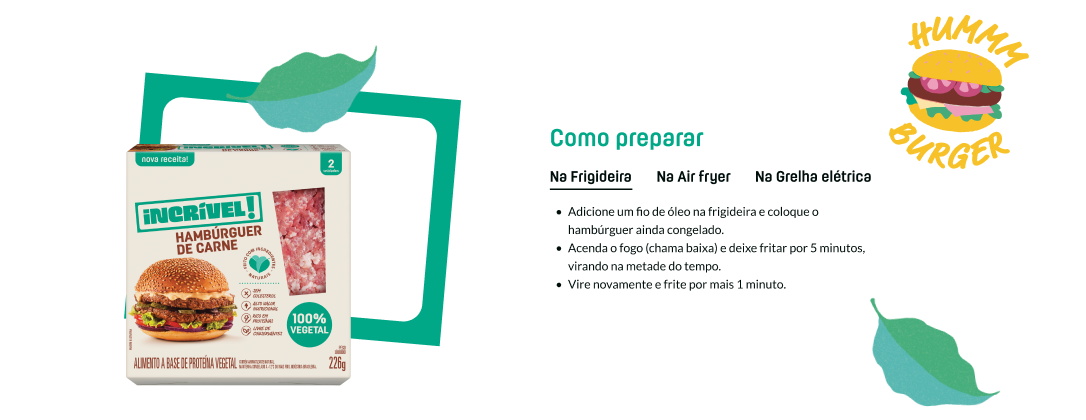 nova receita!
2
unidades
INCRÍVEL!
HAMBÚRGUER
DE CARNE
FEITO COM INGREDIENTES NATURAIS
SEM
COLESTEROL
ALTO VALOR
NUTRICIONAL
RICO EM
PROTEÍNAS
LIVRE DE
CONSERVANTES
100%
VEGETAL
ALIMENTO A BASE DE PROTEÍNA VEGETAL
226g
Como preparar
Na Frigideira
Na Air fryer
Na Grelha elétrica
• Adicione um fio de óleo na frigideira e coloque o
hambúrguer ainda congelado.
• Acenda o fogo (chama baixa) e deixe fritar por 5 minutos,
virando na metade do tempo.
• Vire novamente e frite por mais 1 minuto.
HUMMM
BURGER